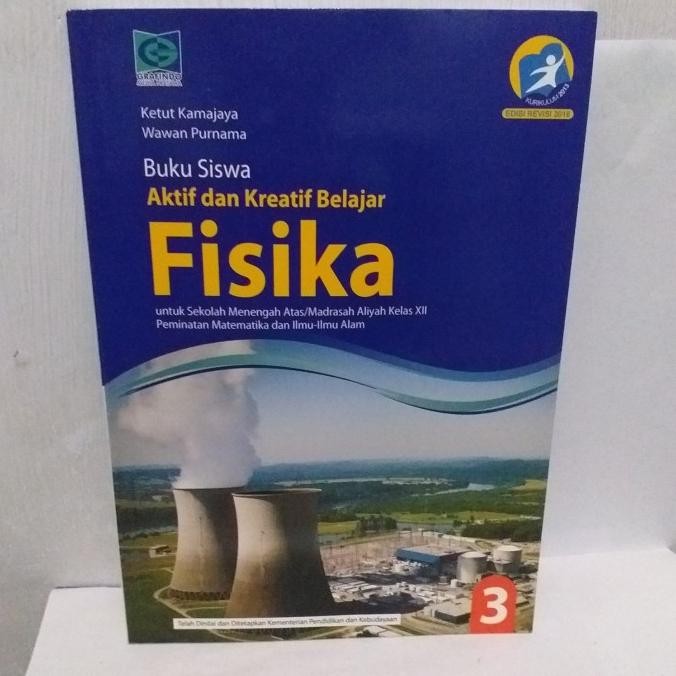 GRAFINDO
KURIKULUM 2013
EDISI REVISI 2016
Ketut Kamajaya
Wawan Purnama
Buku Siswa
Aktif dan Kreatif Belajar
Fisika
untuk Sekolah Menengah Atas/Madrasah Aliyah Kelas XII
Peminatan Matematika dan Ilmu-Ilmu Alam
3
Telah Dinilai dan Ditetapkan Kementerian Pendidikan dan Kebudayaan